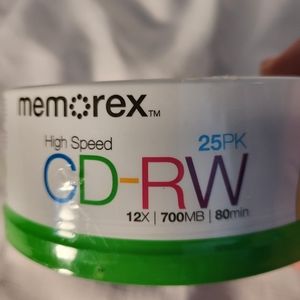 memorex™
High Speed
25PK
CD-RW
12X | 700MB | 80min